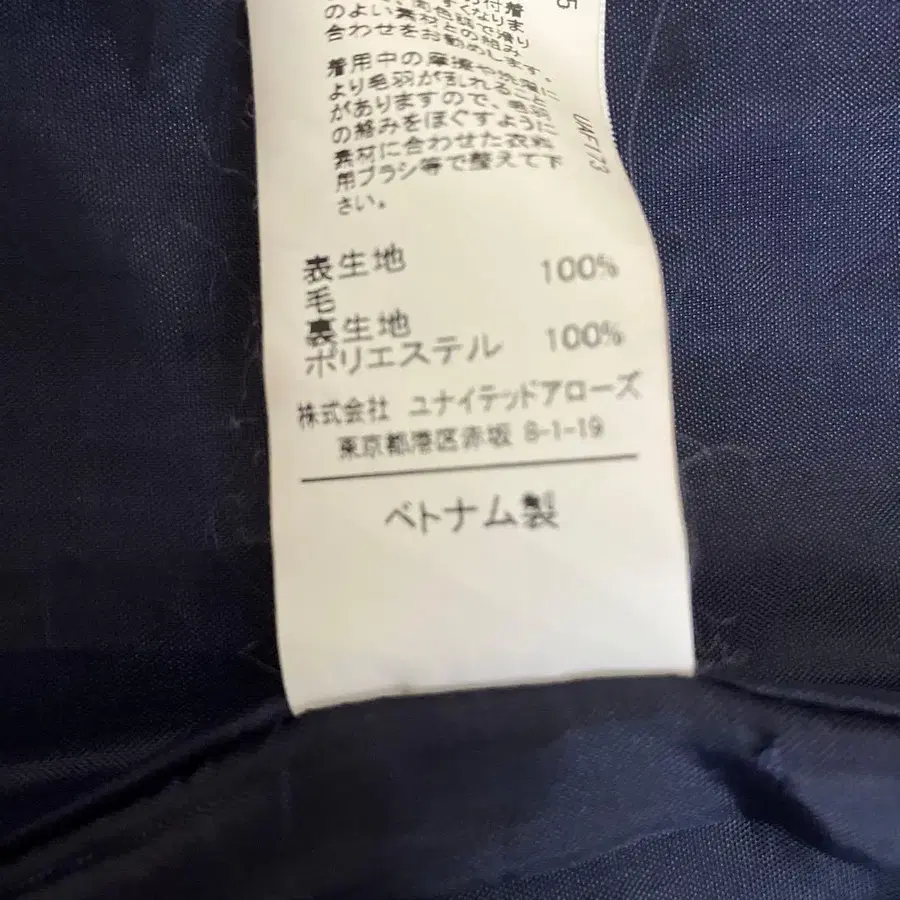 のよい素材との組み
合わせをお勧めします。
着用中の摩擦や洗濯に
より毛羽が乱れること
がありますので、毛羽
の絡みをほぐすように
素材に合わせた衣料
用ブラシ等で整えて下
さい。
表生地
毛 100%
裏生地
ポリエステル 100%
株式会社 ユナイテッドアローズ
東京都港区赤坂 8-1-19
ベトナム製